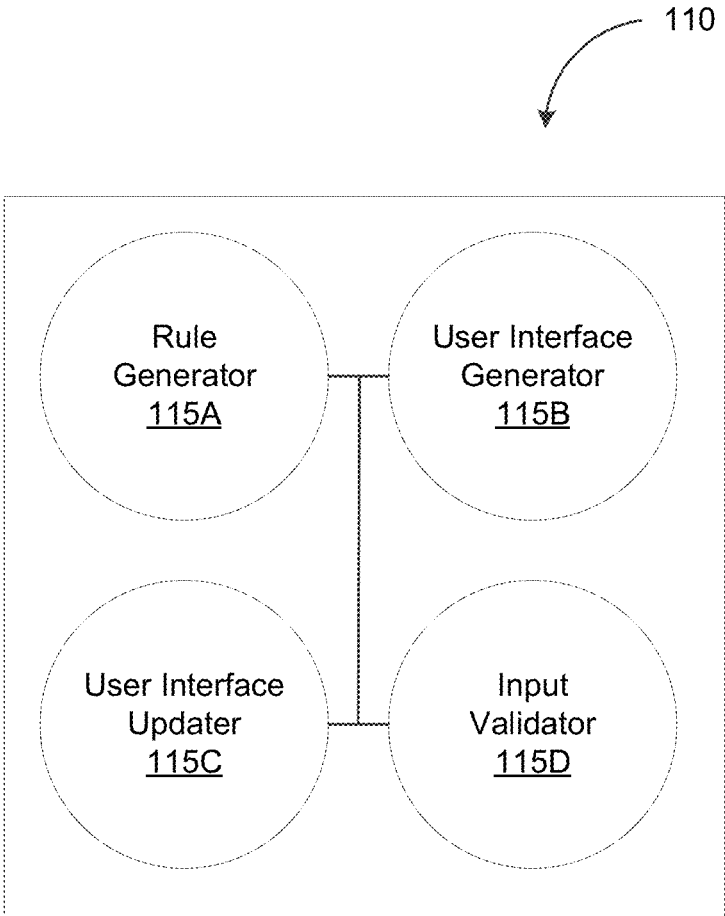 110
Rule
Generator
115A
User Interface
Generator
115B
User Interface
Updater
115C
Input
Validator
115D